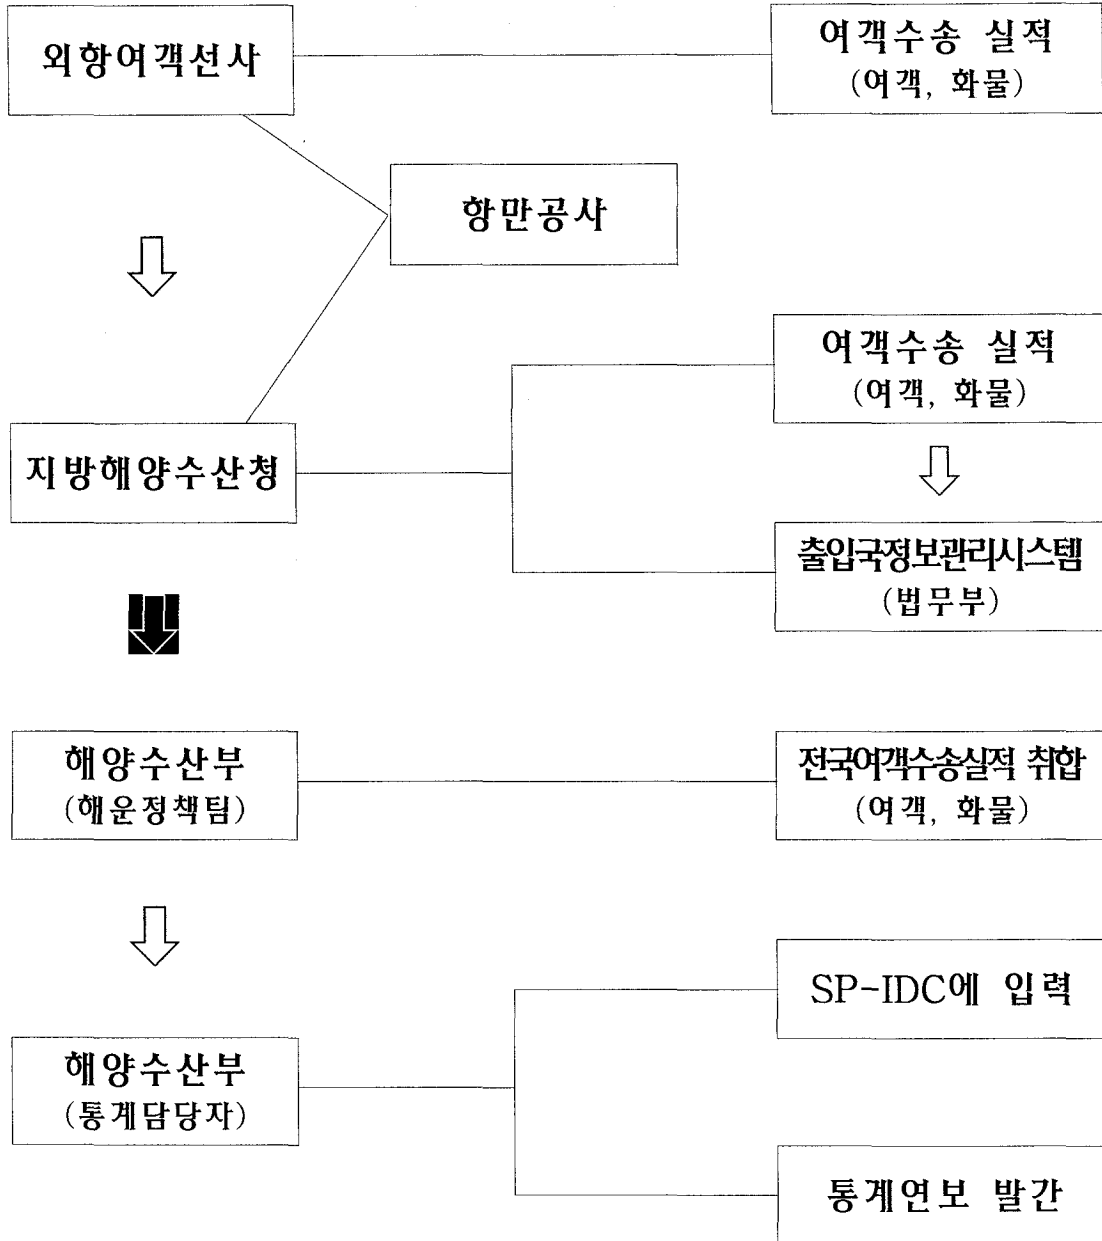 외항여객선사
여객수송 실적
(여객, 화물)
항만공사
여객수송 실적
(여객, 화물)
지방해양수산청
출입국정보관리시스템
(법무부)
해양수산부
(해운정책팀)
전국여객수송실적 취합
(여객, 화물)
SP-IDC에 입력
해양수산부
(통계담당자)
통계연보 발간